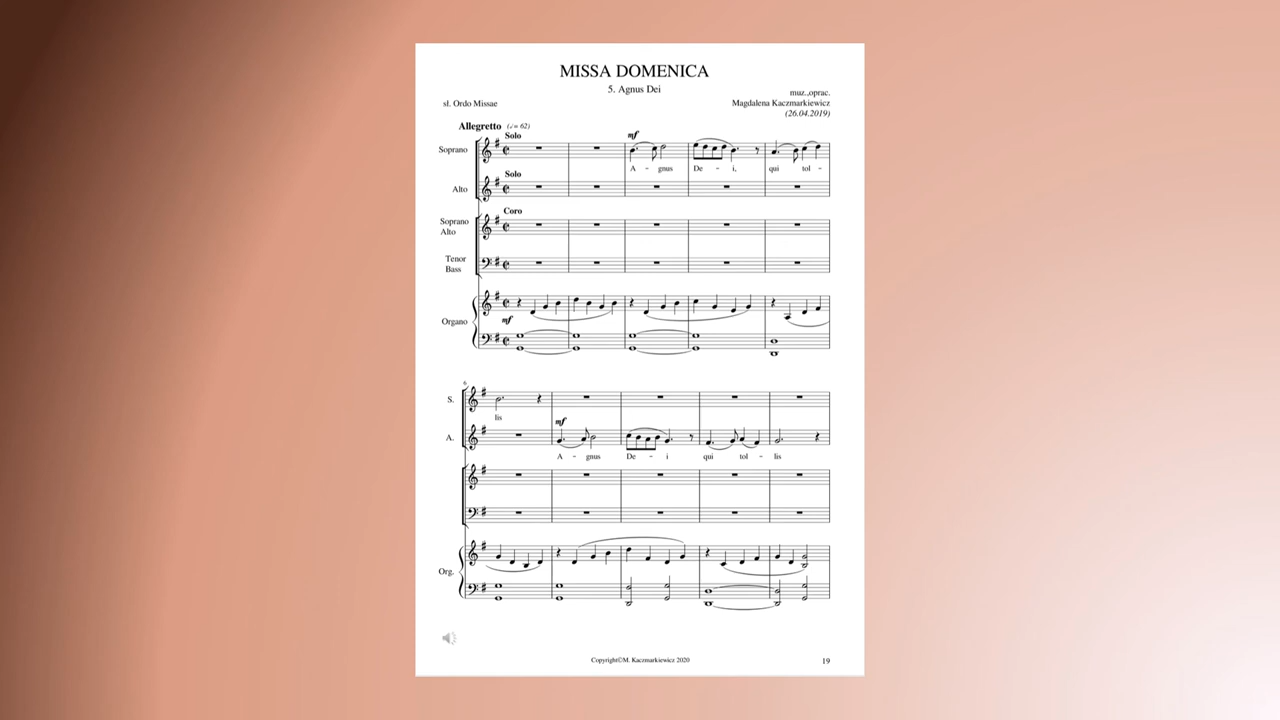 MISSA DOMENICA
5. Agnus Dei
muz.,oprac.
sł. Ordo Missae
Magdalena Kaczmarkiewicz
(26.04.2019)
Allegretto (𝅗𝅥 = 62)
Solo
mf
Soprano
A - gnus De - i, qui tol -
Solo
Alto
Coro
Soprano
Alto
Tenor
Bass
mf
Organo
6
S.
lis
mf
A.
A - gnus De - i qui tol - lis
Org.
Copyright©M. Kaczmarkiewicz 2020
19